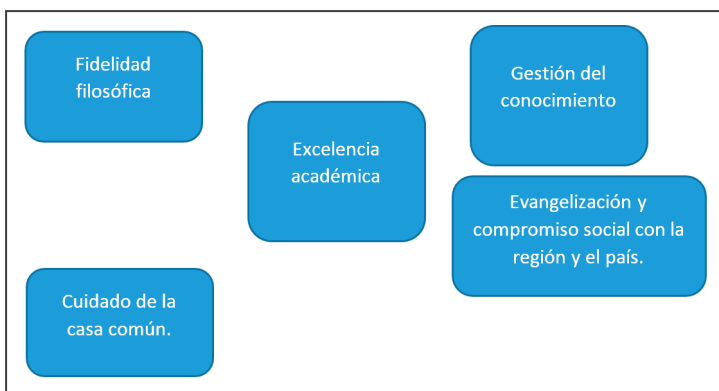 Fidelidad
filosófica
Gestión del
conocimiento
Excelencia
académica
Evangelización y
compromiso social con la
región y el país.
Cuidado de la
casa común.